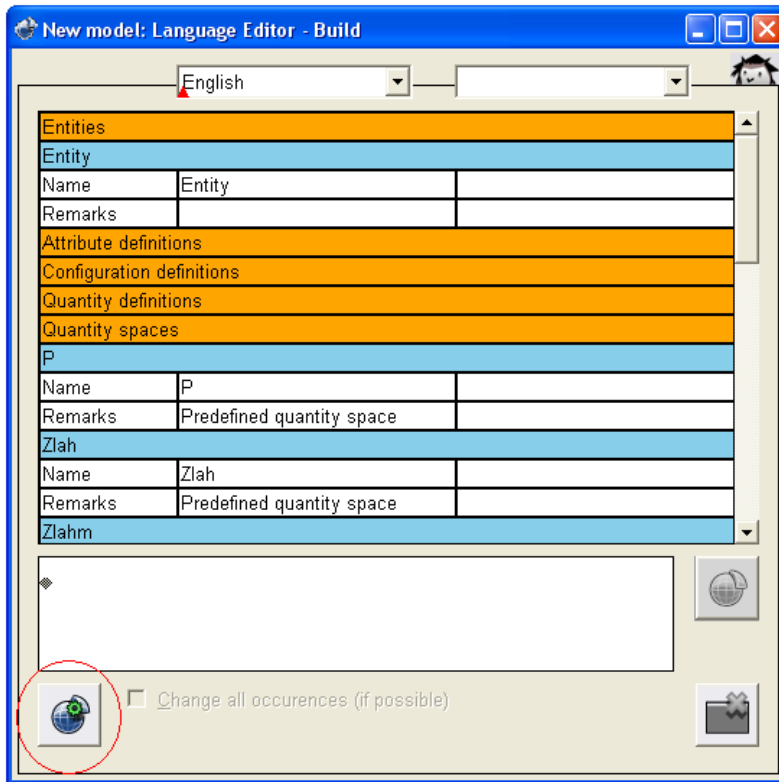 New model: Language Editor - Build
English
Entities
Entity
Name Entity
Remarks
Attribute definitions
Configuration definitions
Quantity definitions
Quantity spaces
P
Name P
Remarks Predefined quantity space
Zlah
Name Zlah
Remarks Predefined quantity space
Zlahm
Change all occurences (if possible)